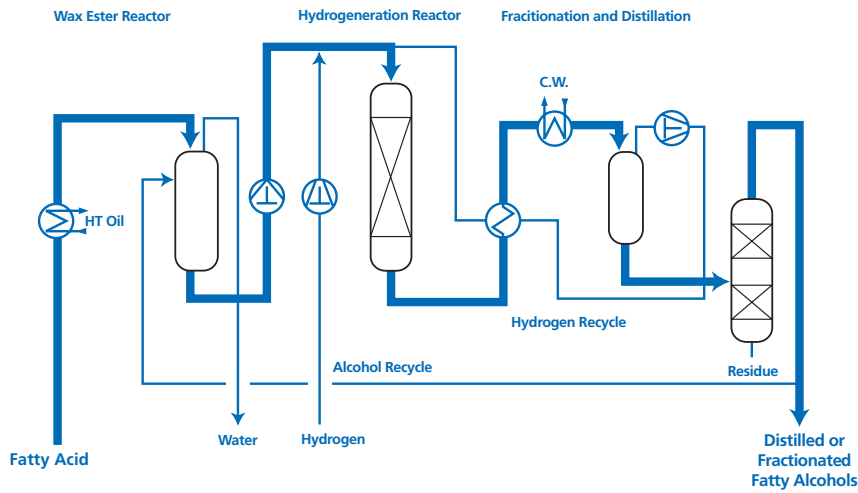 Wax Ester Reactor
Hydrogeneration Reactor
Fracitionation and Distillation
C.W.
HT Oil
Hydrogen Recycle
Alcohol Recycle
Residue
Water
Hydrogen
Fatty Acid
Distilled or
Fractionated
Fatty Alcohols